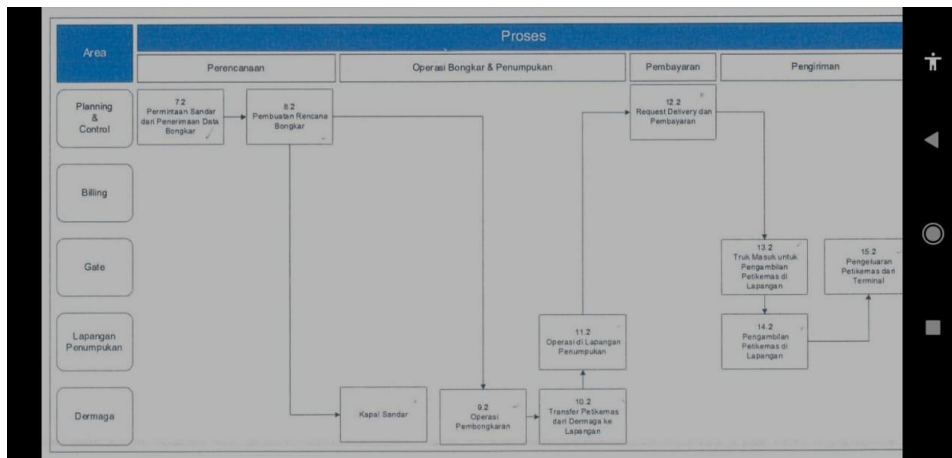 Area
Proses
Perencanaan
Operasi Bongkar & Penumpukan
Pembayaran
Pengiriman
Planning
&
Control
7.2
Permintaan Sandar
dan Penerimaan Data
Bongkar
8.2
Pembuatan Rencana
Bongkar
12.2
Request Delivery dan
Pembayaran
Billing
Gate
13.2
Truk Masuk untuk
Pengambilan
Petikemas di
Lapangan
15.2
Pengeluaran
Petikemas dari
Terminal
Lapangan
Penumpukan
11.2
Operasi di Lapangan
Penumpukan
14.2
Pengambilan
Petikemas di
Lapangan
Dermaga
Kapal Sandar
9.2
Operasi
Pembongkaran
10.2
Transfer Petikemas
dari Dermaga ke
Lapangan